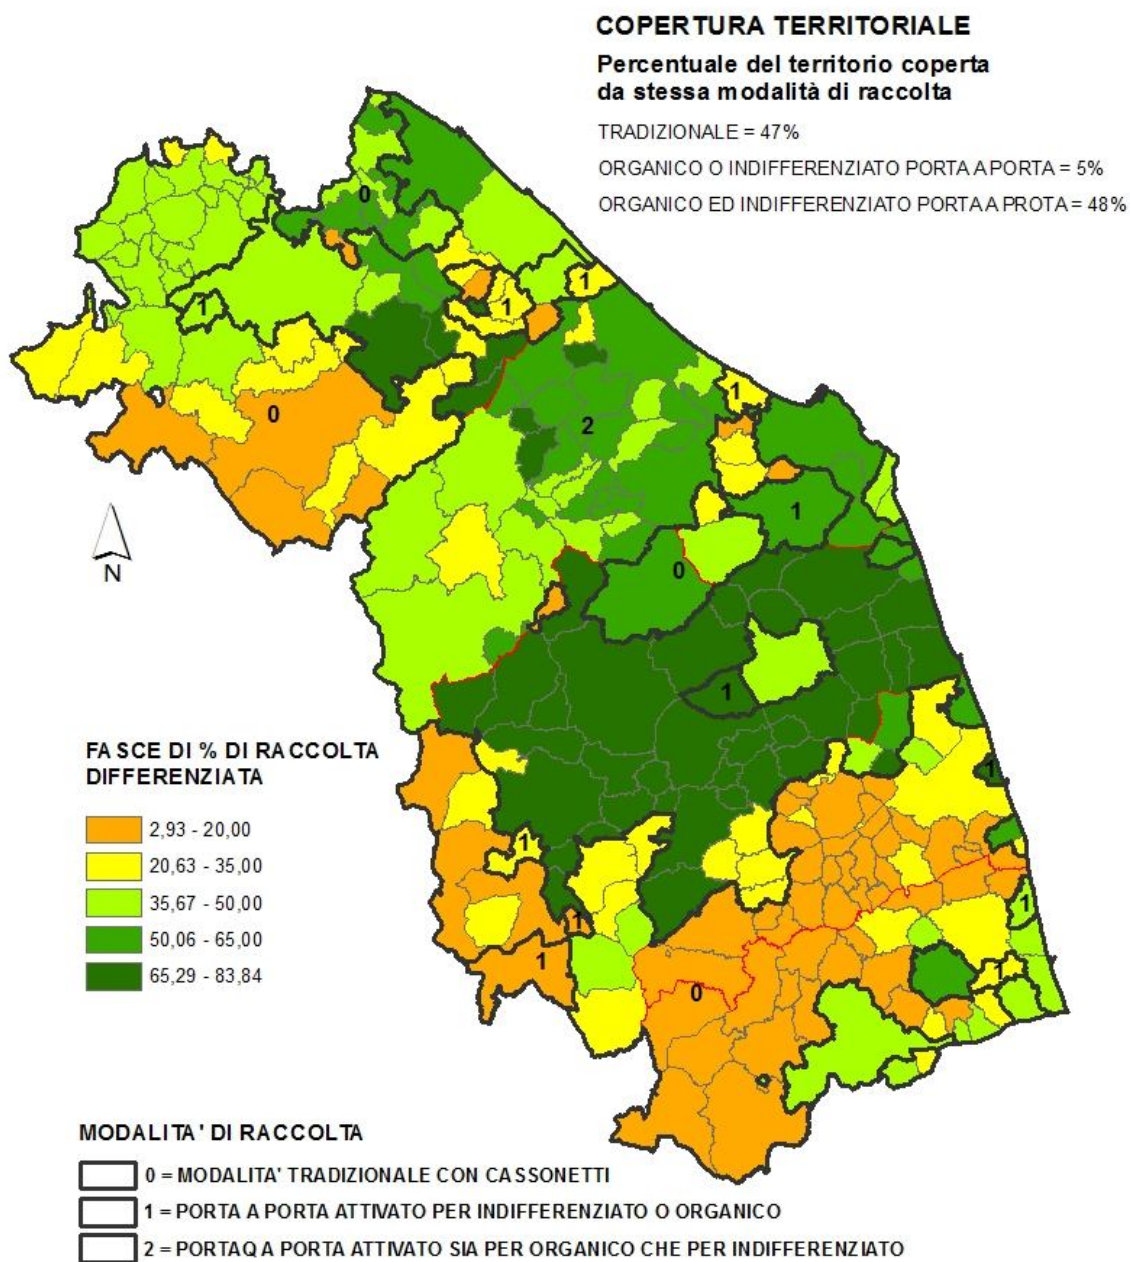 COPERTURA TERRITORIALE
Percentuale del territorio coperta
da stessa modalità di raccolta
TRADIZIONALE = 47%
ORGANICO O INDIFFERENZIATO PORTA A PORTA = 5%
ORGANICO ED INDIFFERENZIATO PORTA A PROTA = 48%
0
1
1
1
0
1
2
1
0
N
1
1
1
1
1
1
1
1
0
FASCE DI % DI RACCOLTA
DIFFERENZIATA
2,93 - 20,00
20,63 - 35,00
35,67 - 50,00
50,06 - 65,00
65,29 - 83,84
MODALITA' DI RACCOLTA
0 = MODALITA' TRADIZIONALE CON CASSONETTI
1 = PORTA A PORTA ATTIVATO PER INDIFFERENZIATO O ORGANICO
2 = PORTAQ A PORTA ATTIVATO SIA PER ORGANICO CHE PER INDIFFERENZIATO